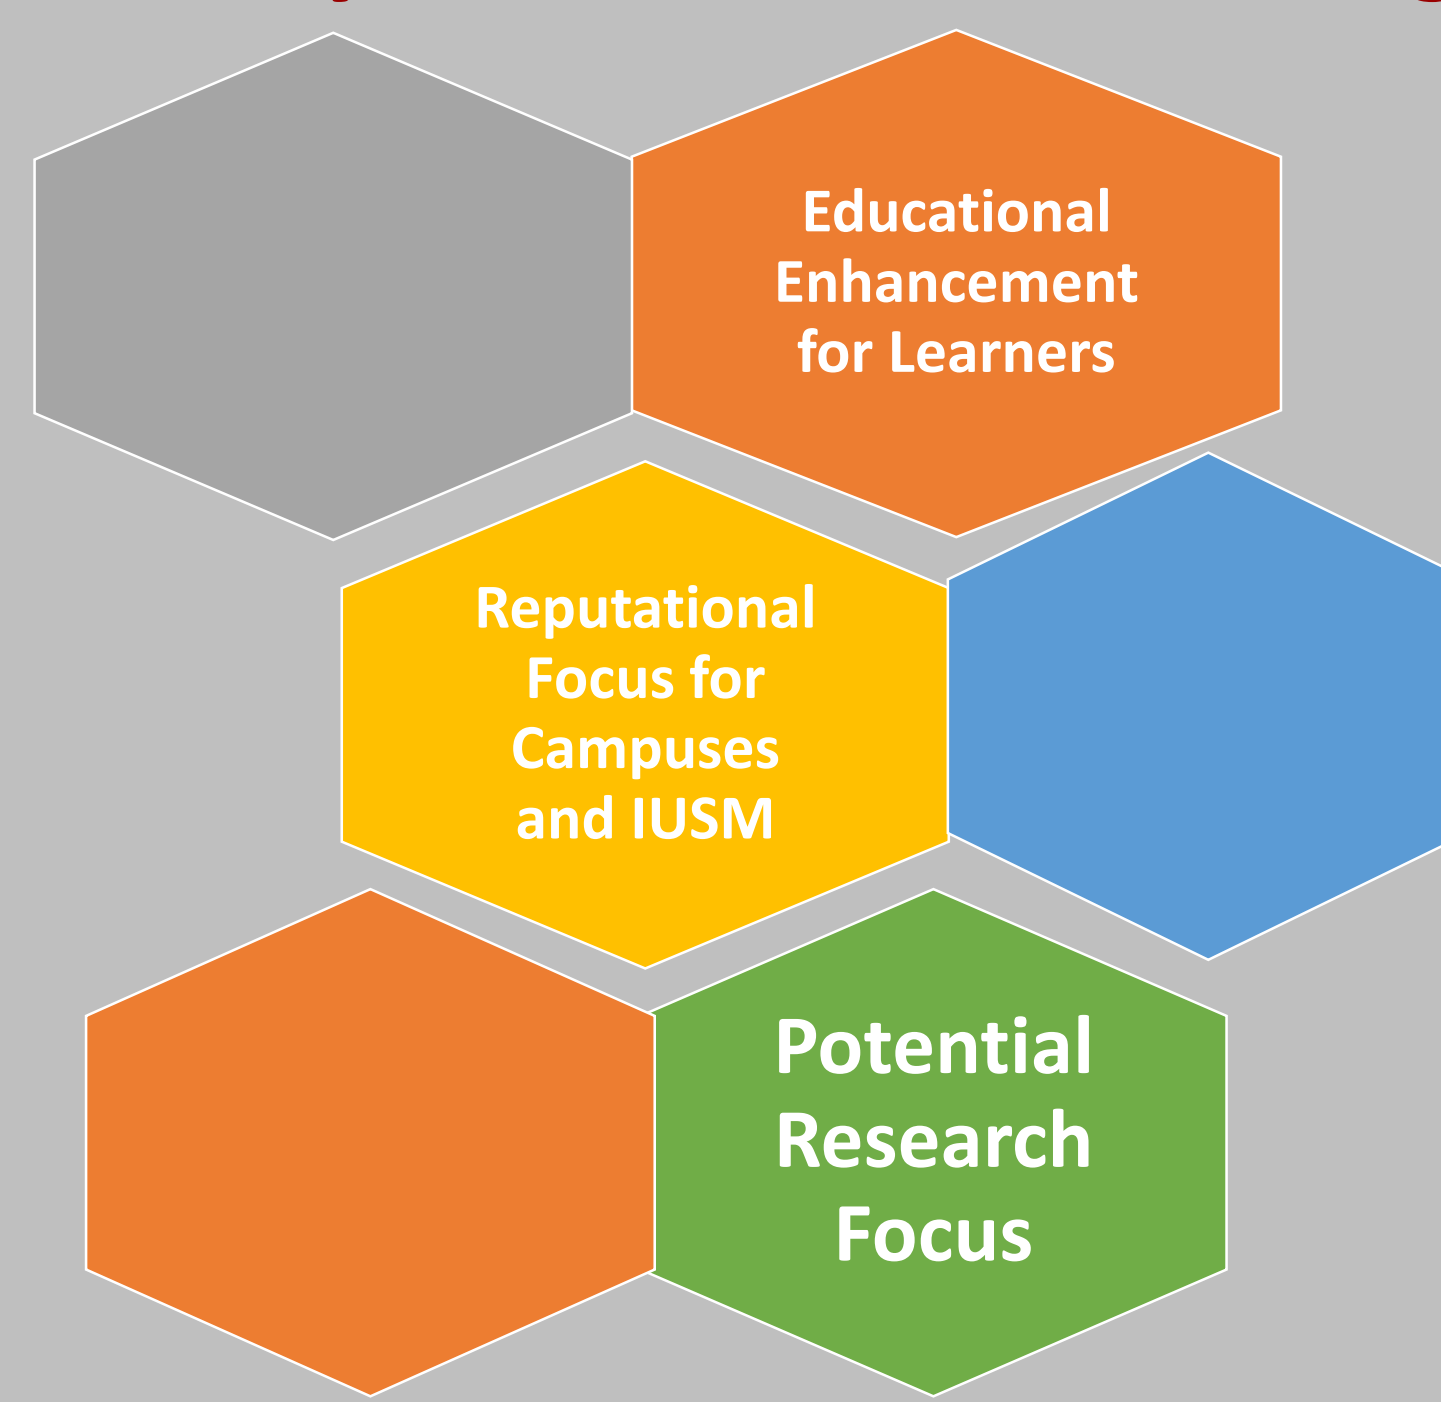 Educational
Enhancement
for Learners
Reputational
Focus for
Campuses
and IUSM
Potential
Research
Focus